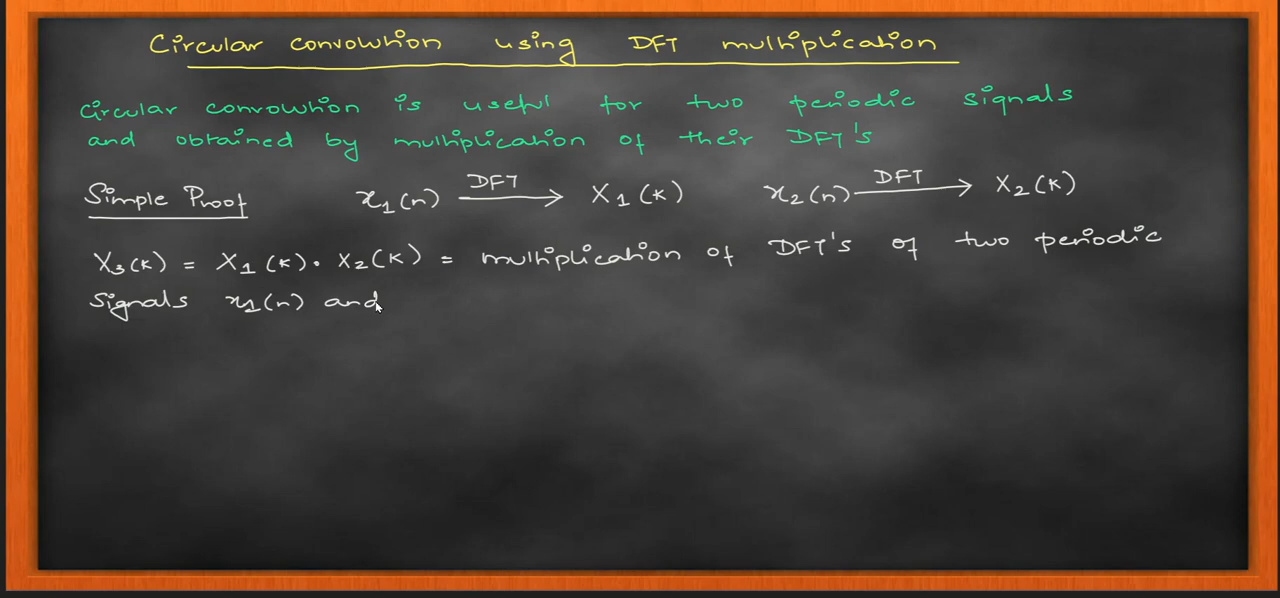 Circular convolution using DFT multiplication
Circular convolution is useful for two periodic signals
and obtained by multiplication of their DFT's
Simple Proof x₁(n) DFT → X₁(k) x₂(n) DFT → X₂(k)
X₃(k) = X₁(k) . X₂(k) = multiplication of DFT's of two periodic
signals x₁(n) and